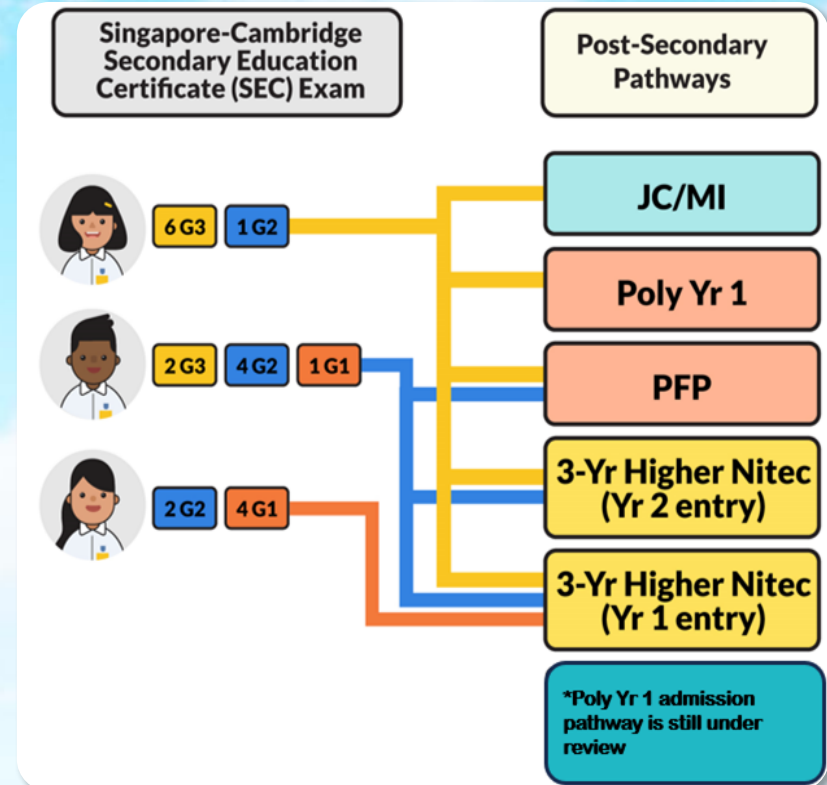 Singapore-Cambridge
Secondary Education
Certificate (SEC) Exam
Post-Secondary
Pathways
6 G3 1 G2
2 G3 4 G2 1 G1
2 G2 4 G1
JC/MI
Poly Yr 1
PFP
3-Yr Higher Nitec
(Yr 2 entry)
3-Yr Higher Nitec
(Yr 1 entry)
*Poly Yr 1 admission
pathway is still under
review